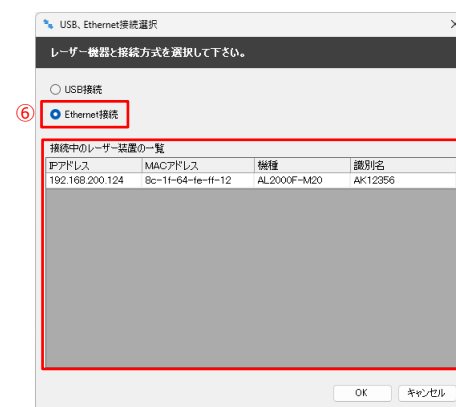 USB、Ethernet接続選択
レーザー機器と接続方式を選択して下さい。
USB接続
⑥
Ethernet接続
接続中のレーザー装置の一覧
IPアドレス MACアドレス 機種 識別名
192.168.200.124 8c-1f-64-fe-ff-12 AL2000F-M20 AK12356
OK キャンセル